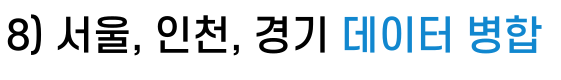 8) 서울, 인천, 경기 데이터 병합